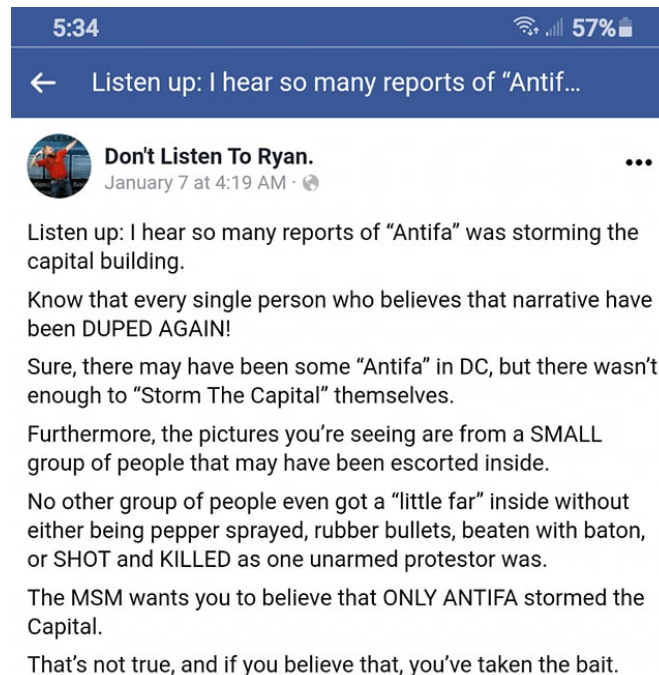 5:34
57%
Listen up: I hear so many reports of “Antif...
Don't Listen To Ryan.
January 7 at 4:19 AM ·
Listen up: I hear so many reports of “Antifa” was storming the
capital building.
Know that every single person who believes that narrative have
been DUPED AGAIN!
Sure, there may have been some “Antifa” in DC, but there wasn’t
enough to “Storm The Capital” themselves.
Furthermore, the pictures you’re seeing are from a SMALL
group of people that may have been escorted inside.
No other group of people even got a “little far” inside without
either being pepper sprayed, rubber bullets, beaten with baton,
or SHOT and KILLED as one unarmed protestor was.
The MSM wants you to believe that ONLY ANTIFA stormed the
Capital.
That’s not true, and if you believe that, you’ve taken the bait.